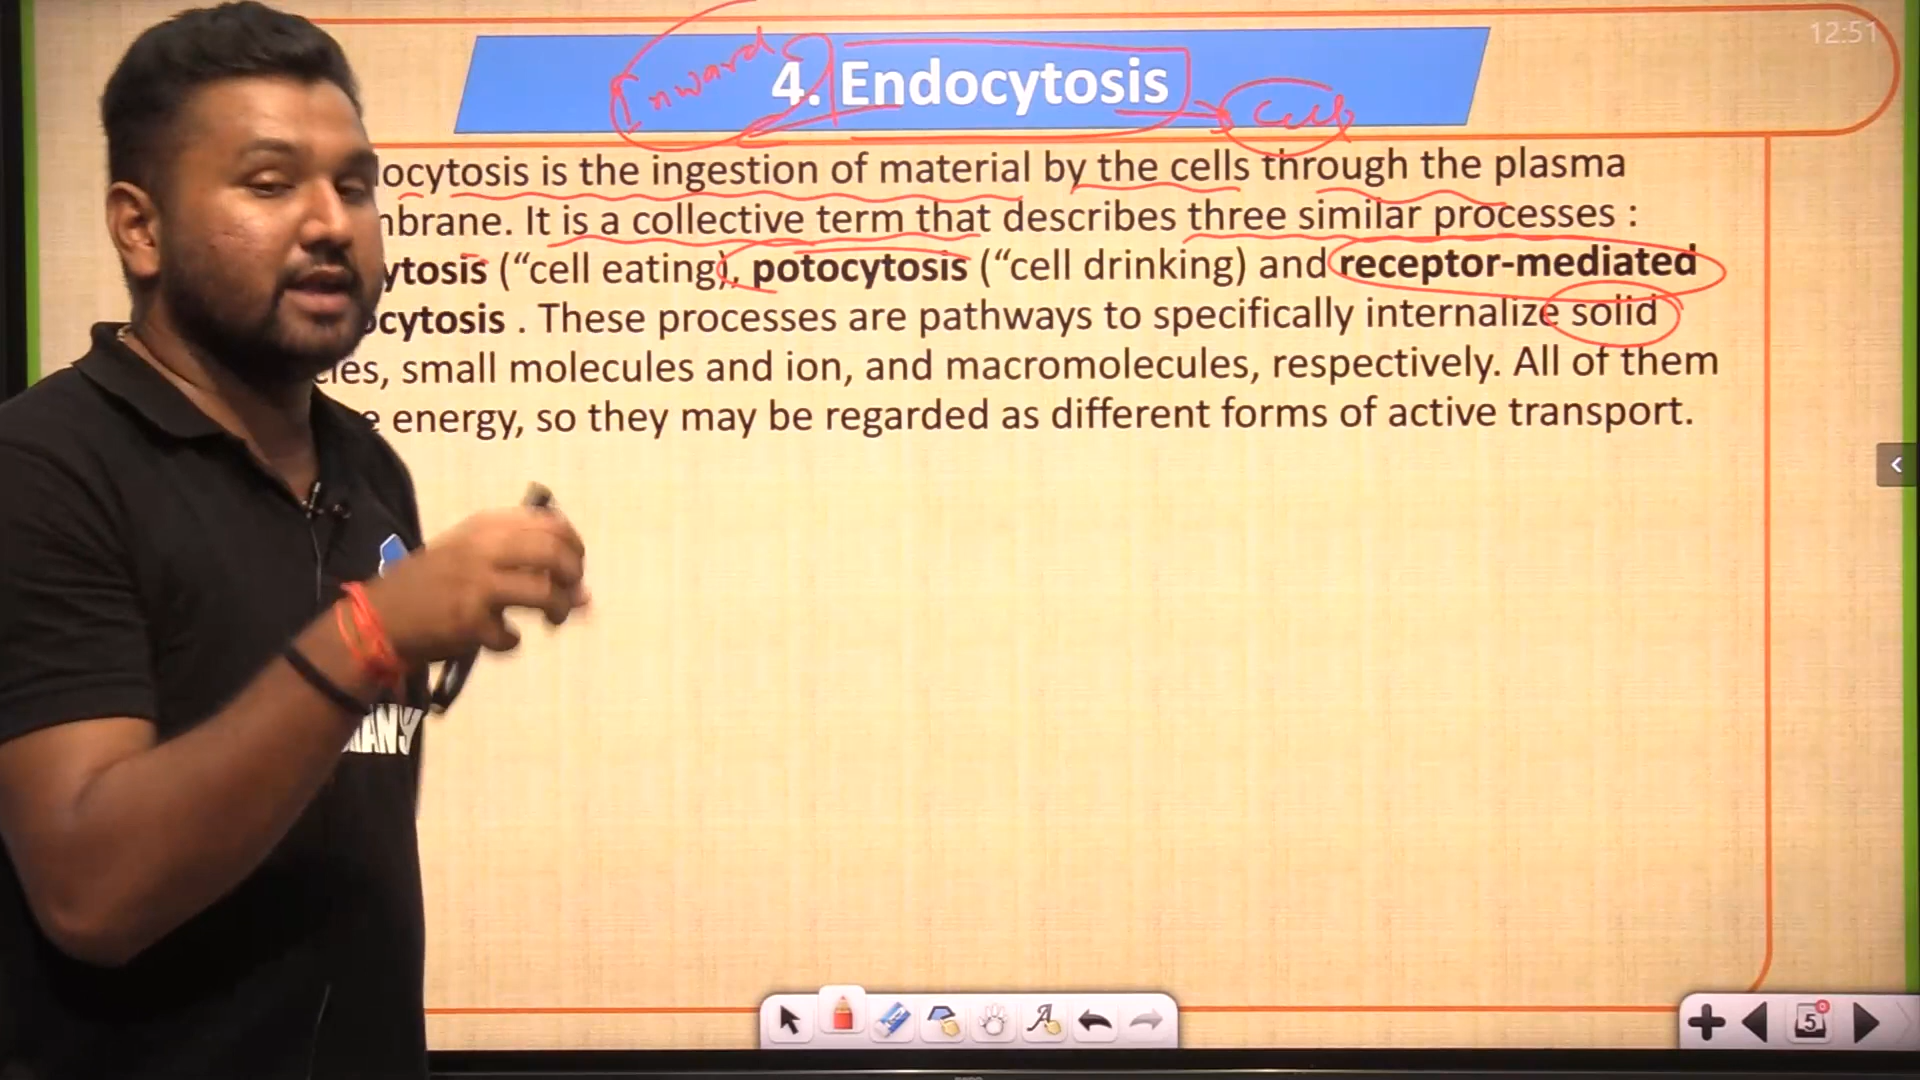 12:51
Inward
4. Endocytosis
Cell
docytosis is the ingestion of material by the cells through the plasma
mbrane. It is a collective term that describes three similar processes :
ytosis (“cell eating), potocytosis (“cell drinking) and receptor-mediated
ocytosis . These processes are pathways to specifically internalize solid
cles, small molecules and ion, and macromolecules, respectively. All of them
e energy, so they may be regarded as different forms of active transport.
5